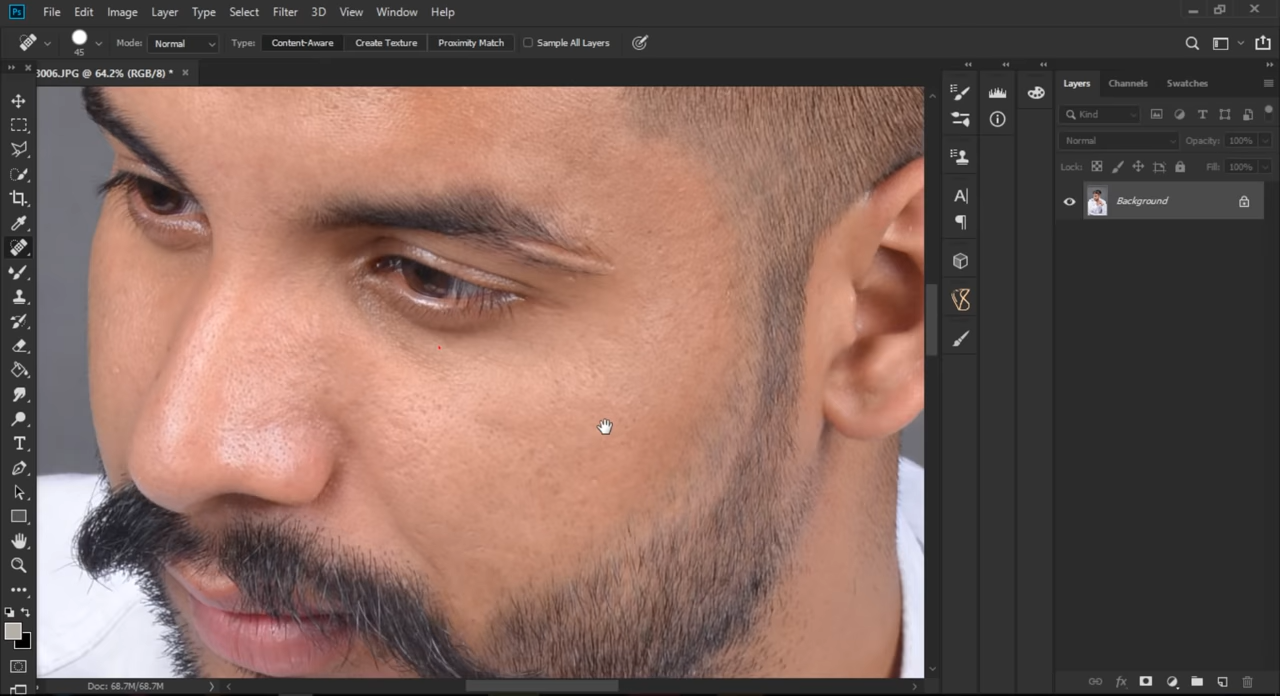 Ps File Edit Image Layer Type Select Filter 3D View Window Help
45 Mode: Normal Type: Content-Aware Create Texture Proximity Match Sample All Layers
3006.JPG @ 64.2% (RGB/8) *
Layers Channels Swatches
Kind
Normal Opacity: 100%
Lock: Fill: 100%
Background
Doc: 68.7M/68.7M